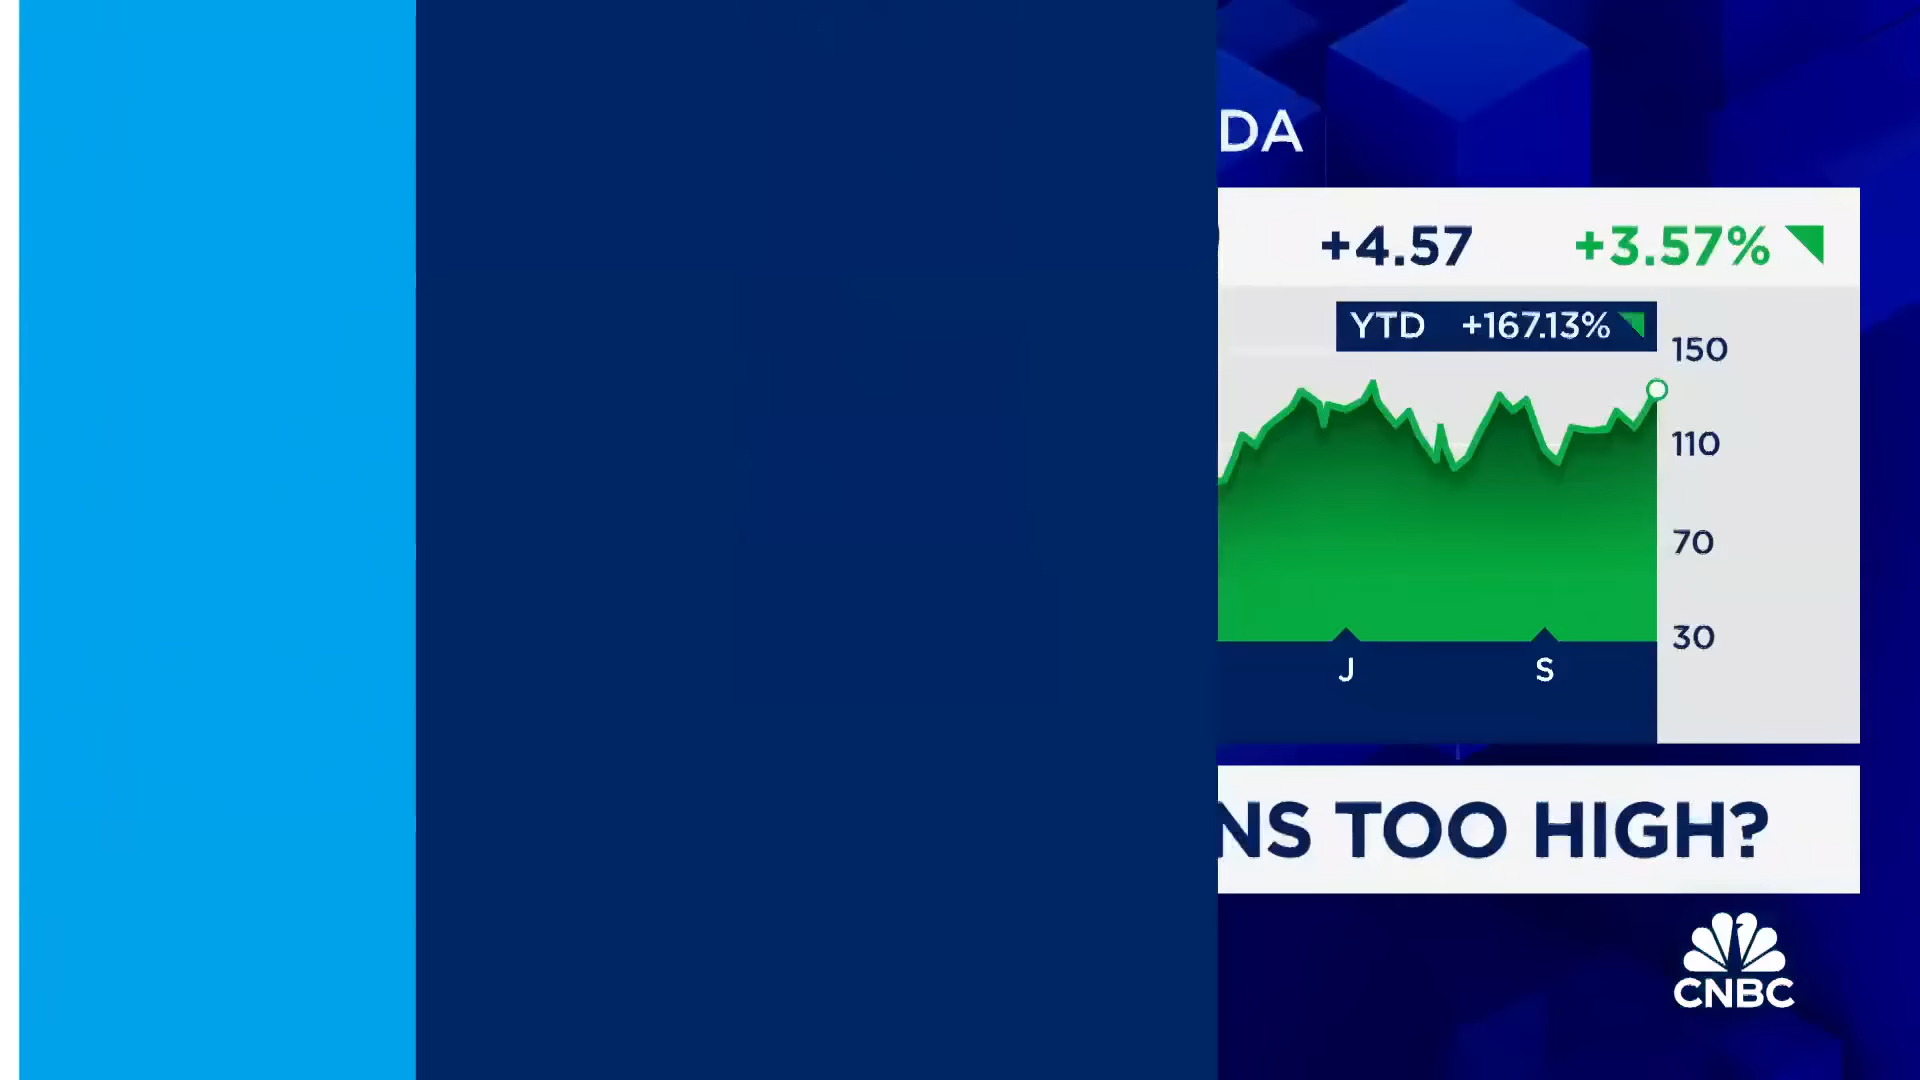 DA
+4.57 +3.57%
YTD +167.13%
150
110
70
30
J S
NS TOO HIGH?
CNBC